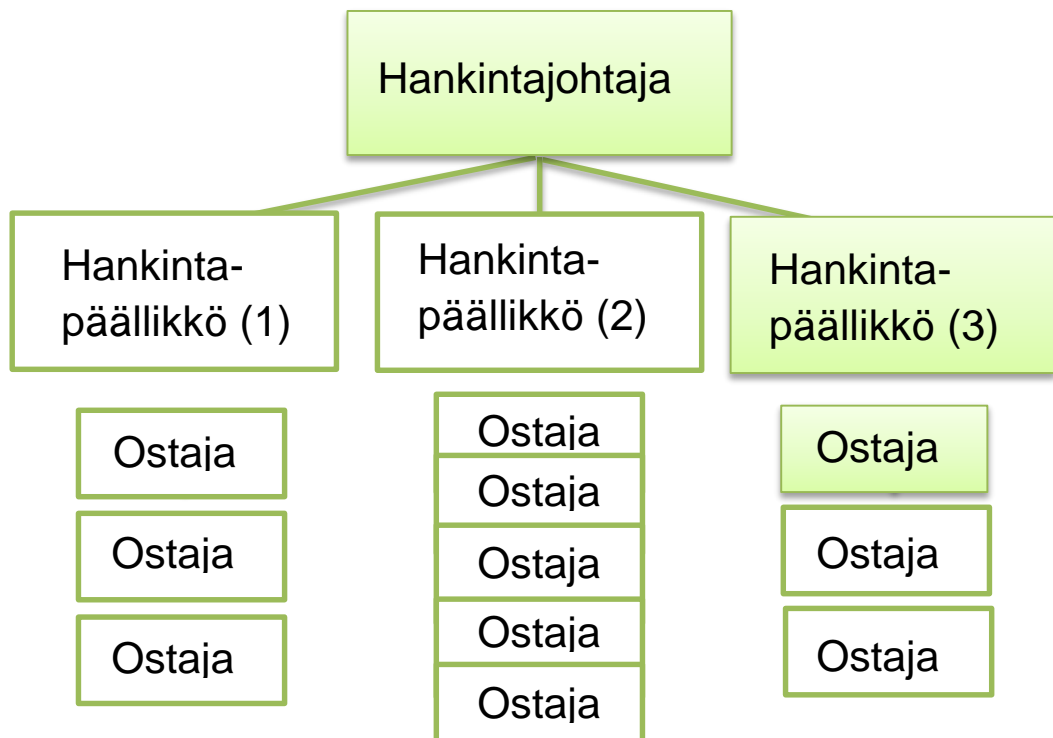 Hankintajohtaja
Hankinta-
päällikkö (1)
Hankinta-
päällikkö (2)
Hankinta-
päällikkö (3)
Ostaja
Ostaja
Ostaja
Ostaja
Ostaja
Ostaja
Ostaja
Ostaja
Ostaja
Ostaja
Ostaja